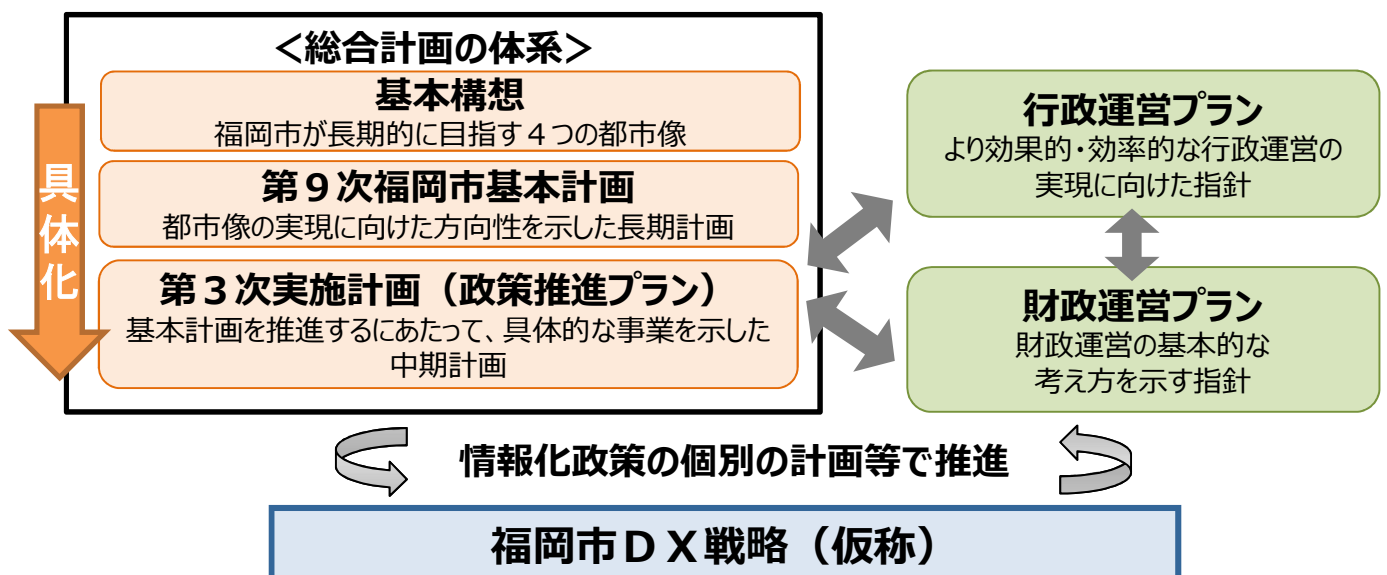 ＜総合計画の体系＞
基本構想
福岡市が長期的に目指す４つの都市像
第９次福岡市基本計画
都市像の実現に向けた方向性を示した長期計画
第３次実施計画（政策推進プラン）
基本計画を推進するにあたって、具体的な事業を示した
中期計画
具体化
行政運営プラン
より効果的・効率的な行政運営の
実現に向けた指針
財政運営プラン
財政運営の基本的な
考え方を示す指針
情報化政策の個別の計画等で推進
福岡市ＤＸ戦略（仮称）